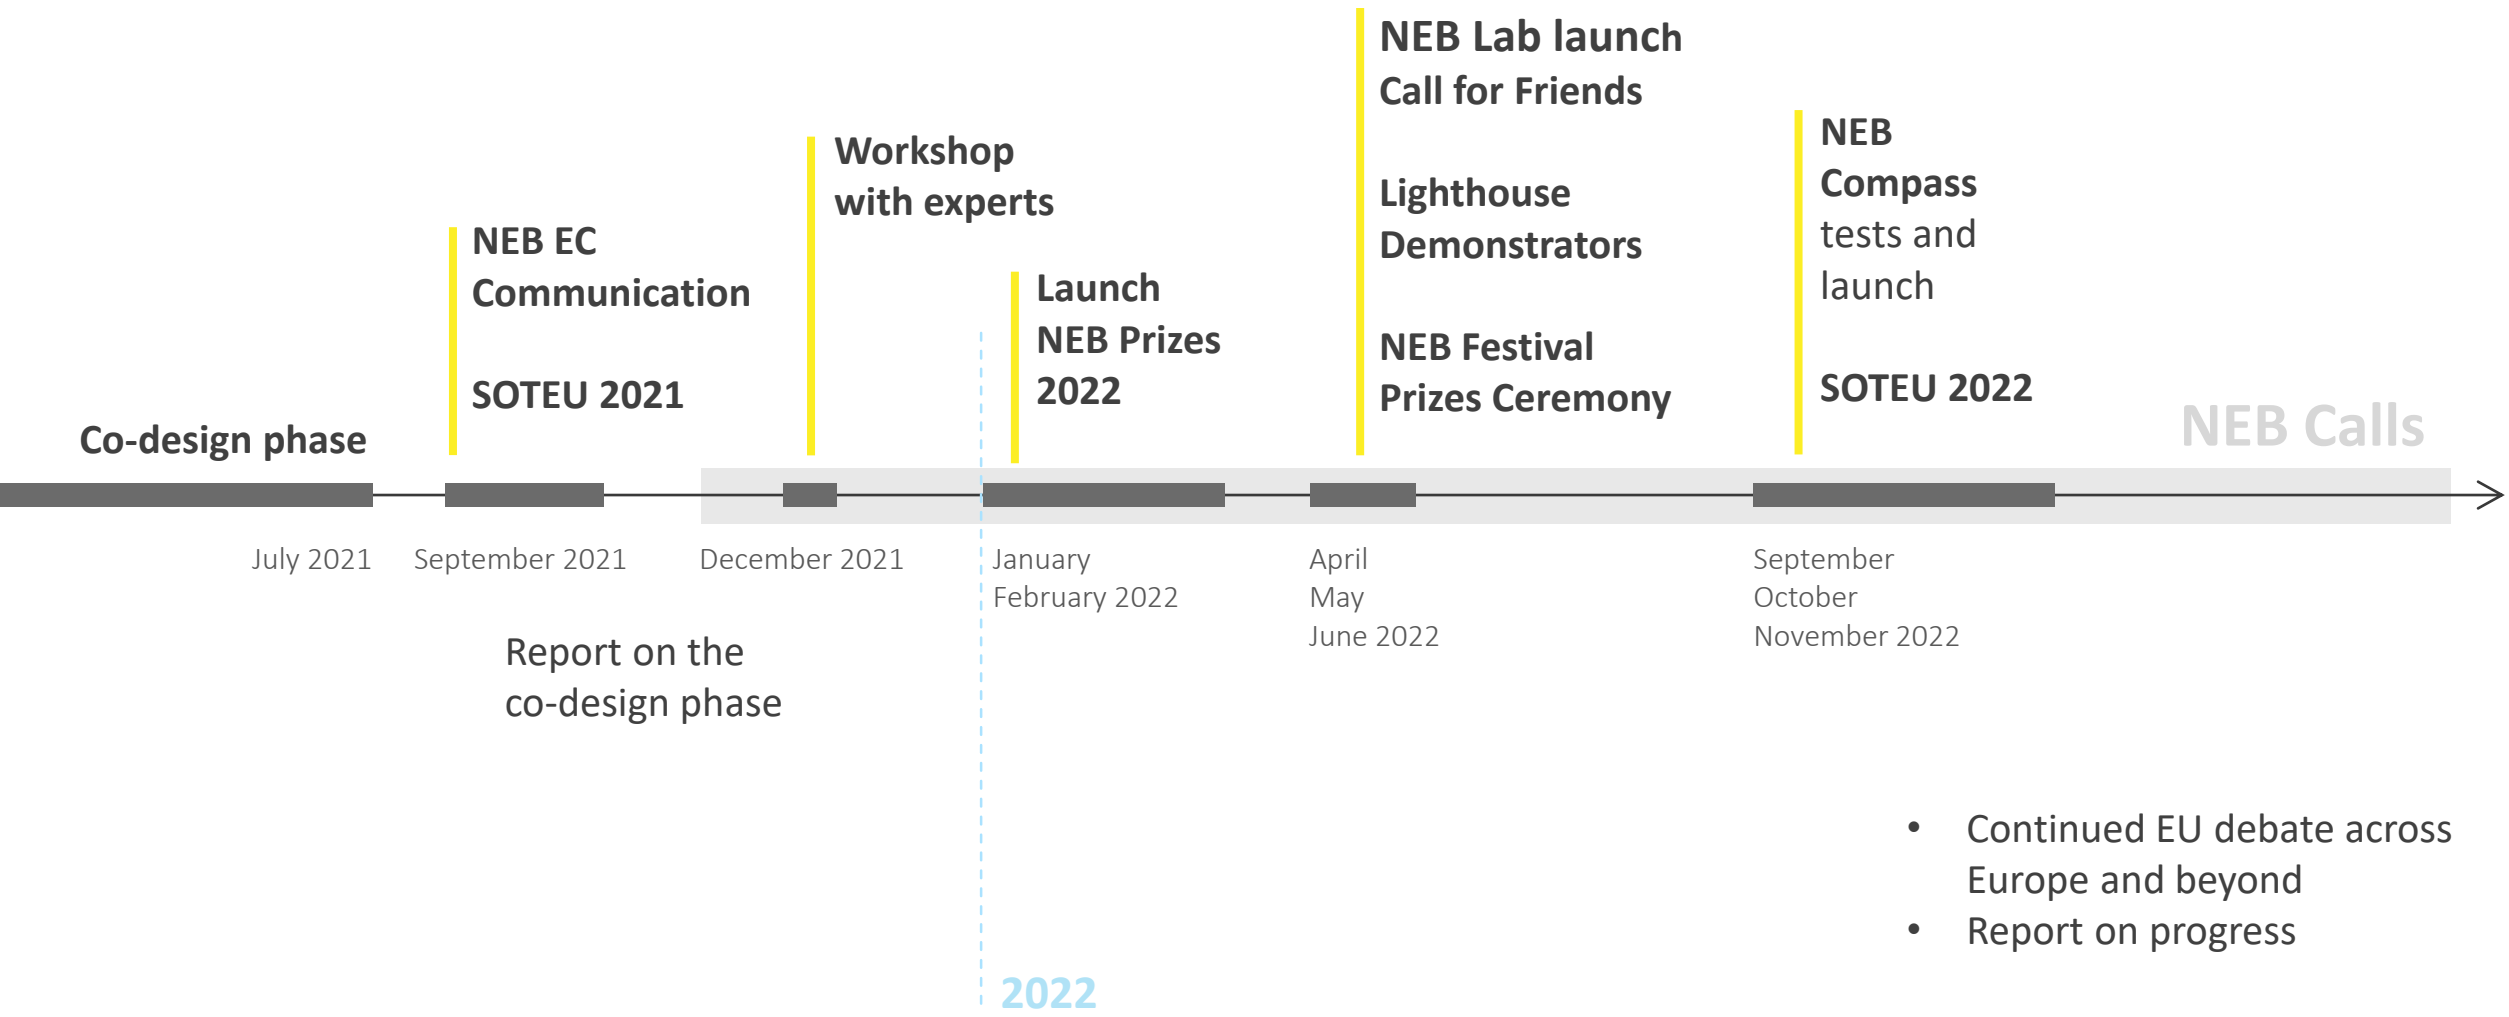 Co-design phase
NEB EC
Communication
SOTEU 2021
Workshop
with experts
Launch
NEB Prizes
2022
NEB Lab launch
Call for Friends
Lighthouse
Demonstrators
NEB Festival
Prizes Ceremony
NEB
Compass
tests and
launch
SOTEU 2022
NEB Calls
July 2021
September 2021
December 2021
January
February 2022
April
May
June 2022
September
October
November 2022
Report on the
co-design phase
• Continued EU debate across
Europe and beyond
• Report on progress
2022